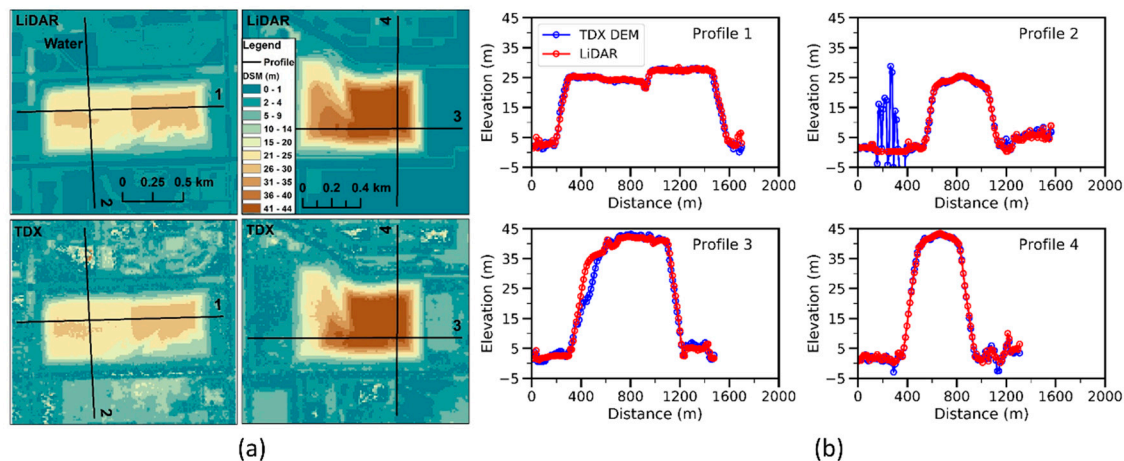 LiDAR
Water
1
2
LiDAR
4
3
Legend
Profile
DSM (m)
0 - 1
2 - 4
5 - 9
10 - 14
15 - 20
21 - 25
26 - 30
31 - 35
36 - 40
41 - 44
0 0.25 0.5 km
0 0.2 0.4 km
TDX
1
2
TDX
4
3
(a)
Profile 1
TDX DEM
LiDAR
Elevation (m)
45
35
25
15
5
−5
0 400 800 1200 1600 2000
Distance (m)
Profile 2
Elevation (m)
45
35
25
15
5
−5
0 400 800 1200 1600 2000
Distance (m)
Profile 3
Elevation (m)
45
35
25
15
5
−5
0 400 800 1200 1600 2000
Distance (m)
Profile 4
Elevation (m)
45
35
25
15
5
−5
0 400 800 1200 1600 2000
Distance (m)
(b)